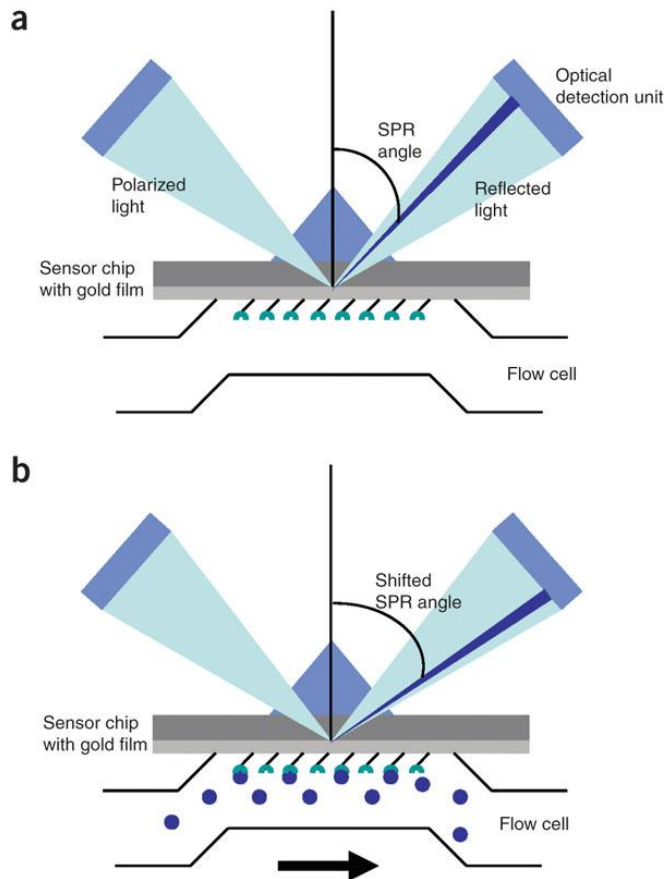 a
Optical
detection unit
SPR
angle
Polarized
light
Reflected
light
Sensor chip
with gold film
Flow cell
b
Shifted
SPR angle
Sensor chip
with gold film
Flow cell